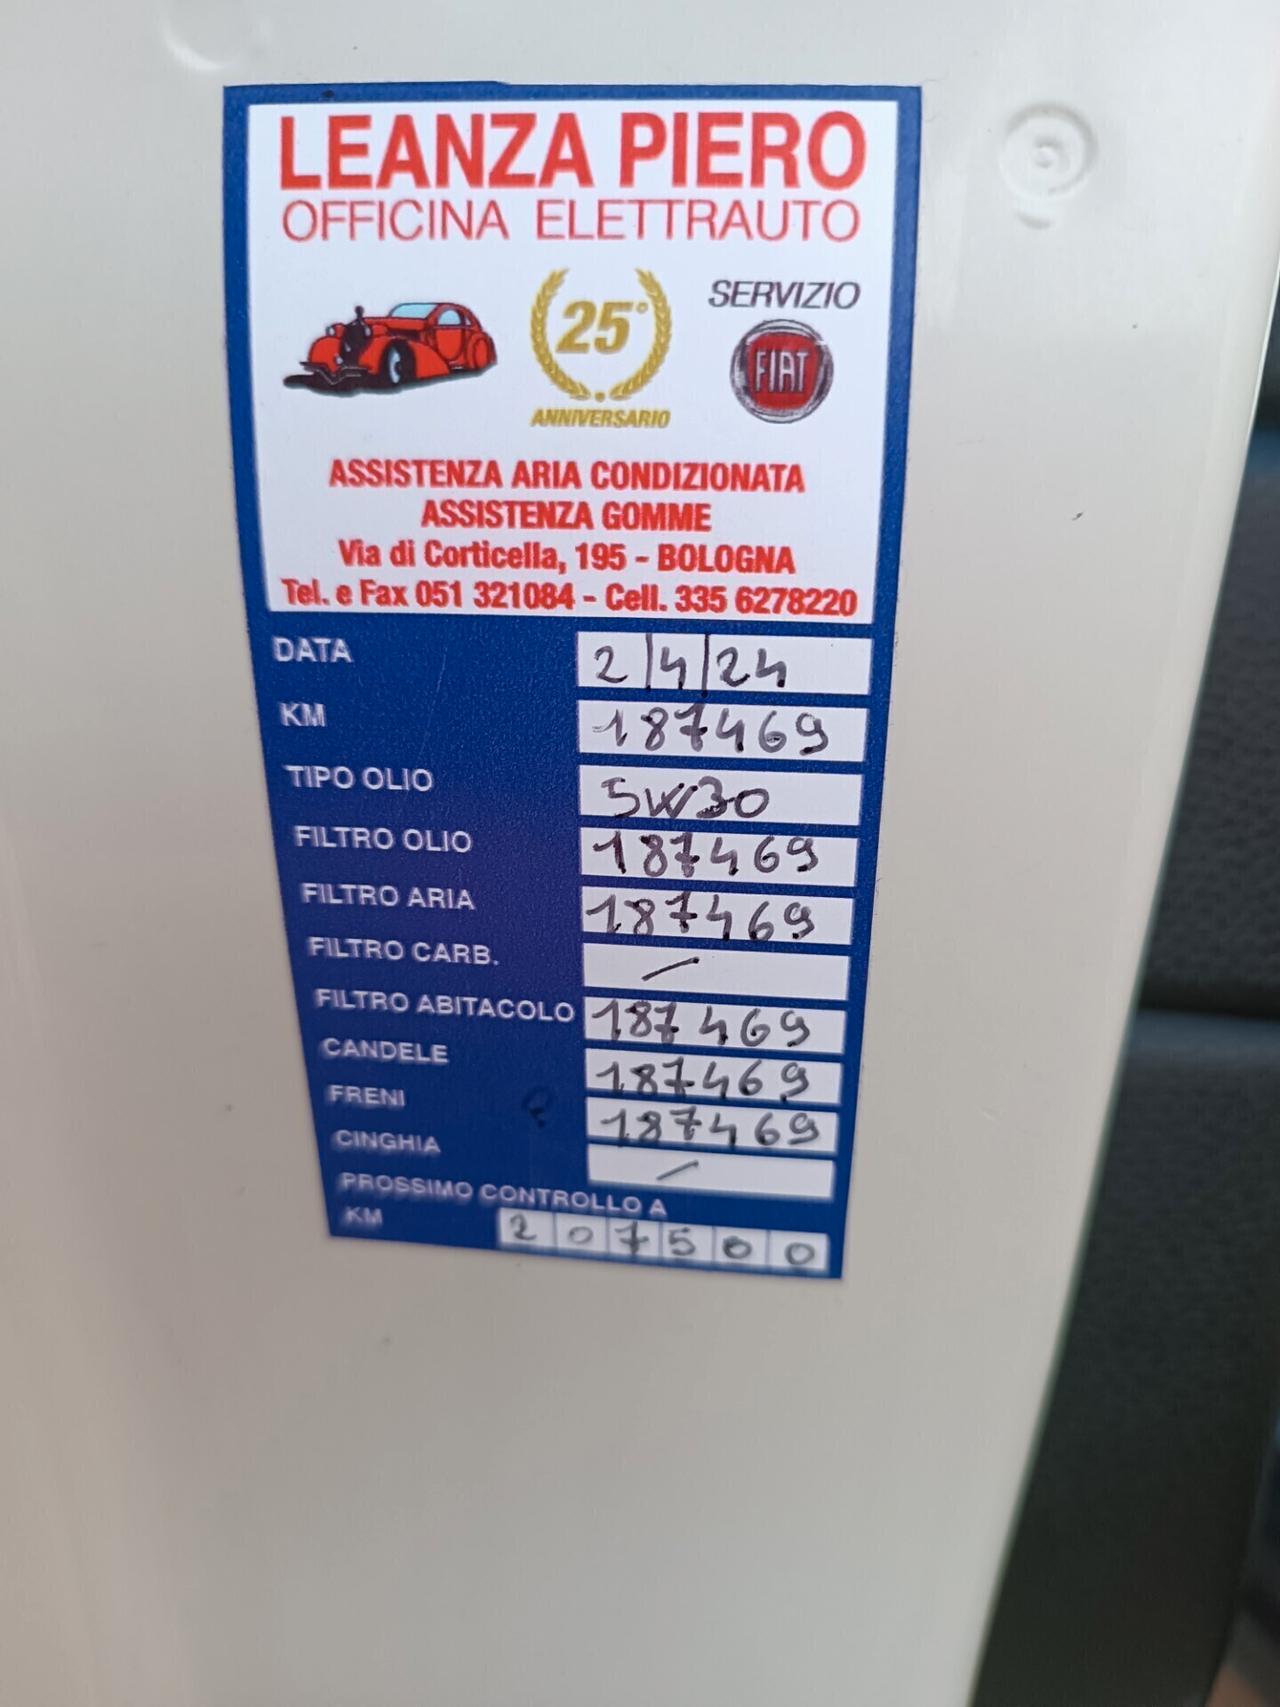 LEANZA PIERO
OFFICINA ELETTRAUTO
25°
ANNIVERSARIO
SERVIZIO
FIAT
ASSISTENZA ARIA CONDIZIONATA
ASSISTENZA GOMME
Via di Corticella, 195 - BOLOGNA
Tel. e Fax 051 321084 - Cell. 335 6278220
DATA 2/4/24
KM 187469
TIPO OLIO 5W30
FILTRO OLIO 187469
FILTRO ARIA 187469
FILTRO CARB. /
FILTRO ABITACOLO 187469
CANDELE 187469
FRENI 187469
CINGHIA /
PROSSIMO CONTROLLO A
KM 207500